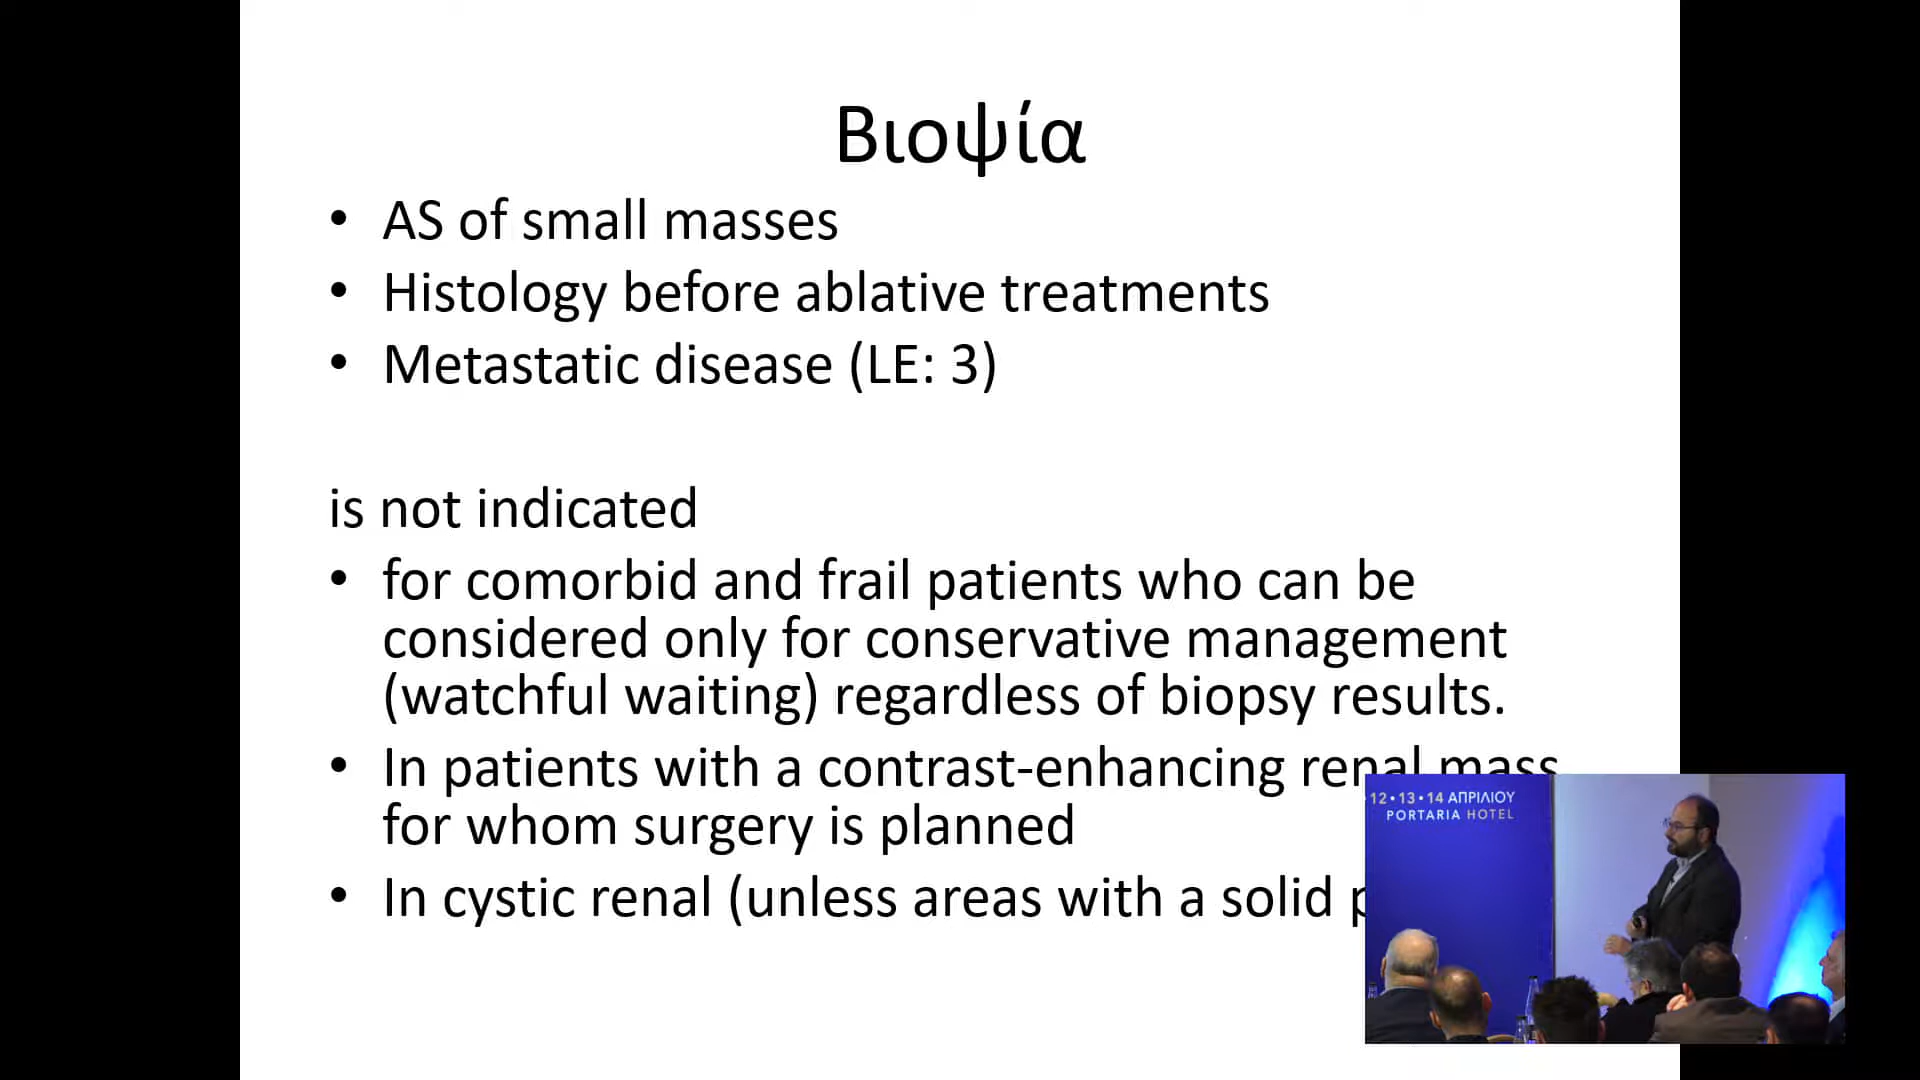 Βιοψία
• AS of small masses
• Histology before ablative treatments
• Metastatic disease (LE: 3)
is not indicated
• for comorbid and frail patients who can be
considered only for conservative management
(watchful waiting) regardless of biopsy results.
• In patients with a contrast-enhancing renal mass
for whom surgery is planned
• In cystic renal (unless areas with a solid
12•13•14 ΑΠΡΙΛΙΟΥ
PORTARIA HOTEL